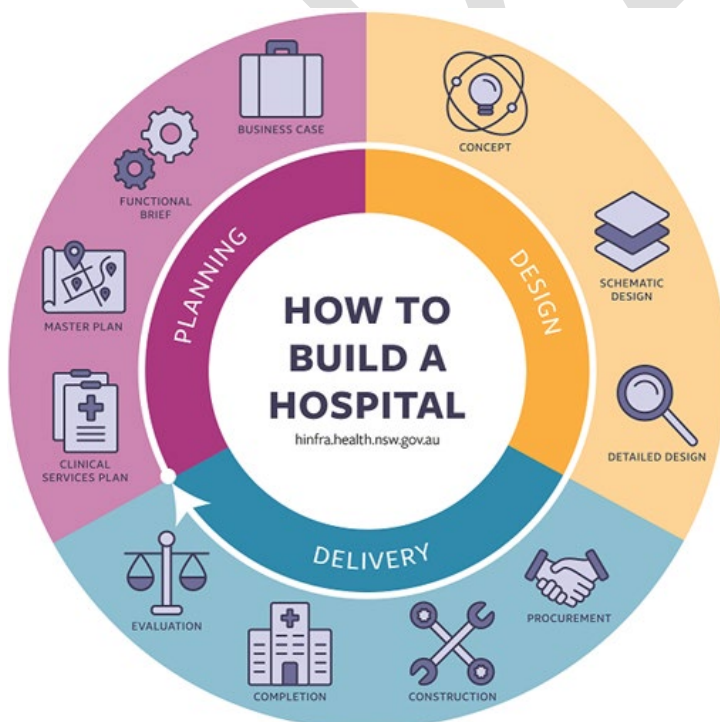 HOW TO
BUILD A
HOSPITAL
hinfra.health.nsw.gov.au
PLANNING
CLINICAL
SERVICES PLAN
MASTER PLAN
FUNCTIONAL
BRIEF
BUSINESS CASE
DESIGN
CONCEPT
SCHEMATIC
DESIGN
DETAILED DESIGN
DELIVERY
PROCUREMENT
CONSTRUCTION
COMPLETION
EVALUATION